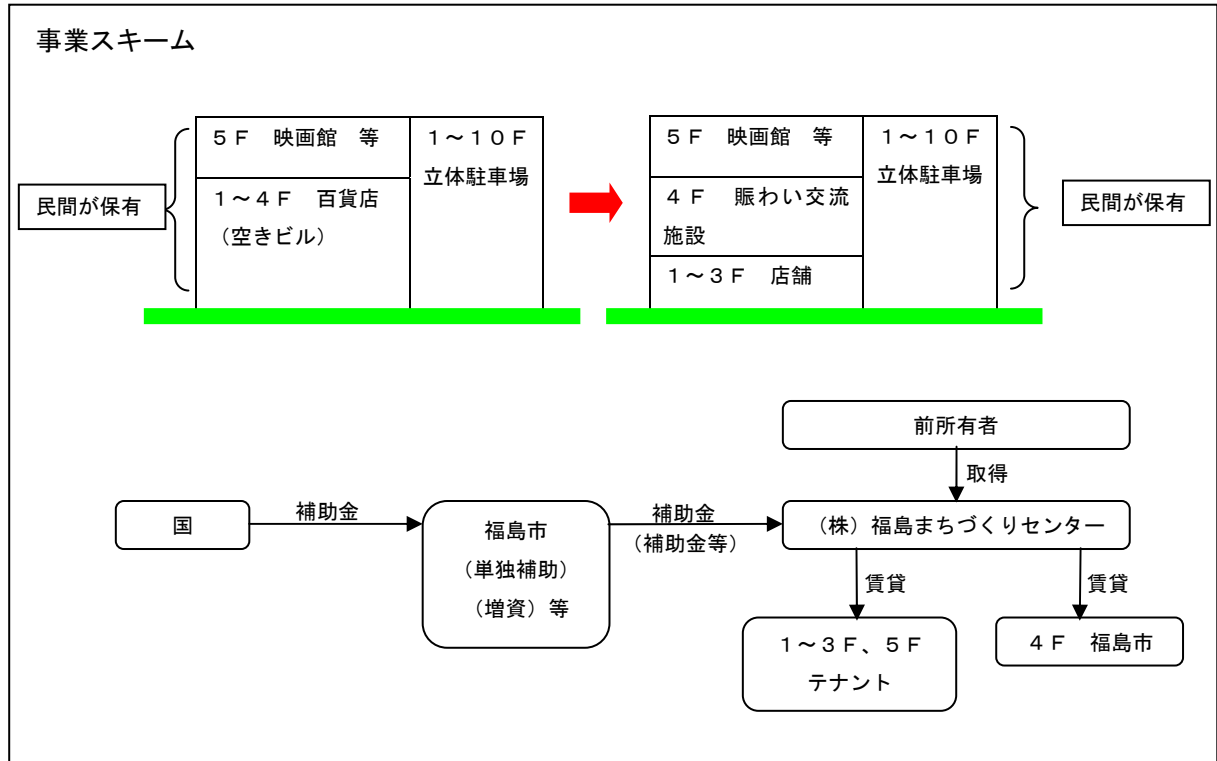 事業スキーム
民間が保有
５Ｆ　映画館　等
１～４Ｆ　百貨店
（空きビル）
１～１０Ｆ
立体駐車場
５Ｆ　映画館　等
４Ｆ　賑わい交流
施設
１～３Ｆ　店舗
１～１０Ｆ
立体駐車場
民間が保有
前所有者
取得
国
補助金
福島市
（単独補助）
（増資）等
補助金
（補助金等）
（株）福島まちづくりセンター
賃貸
賃貸
１～３Ｆ、５Ｆ
テナント
４Ｆ　福島市